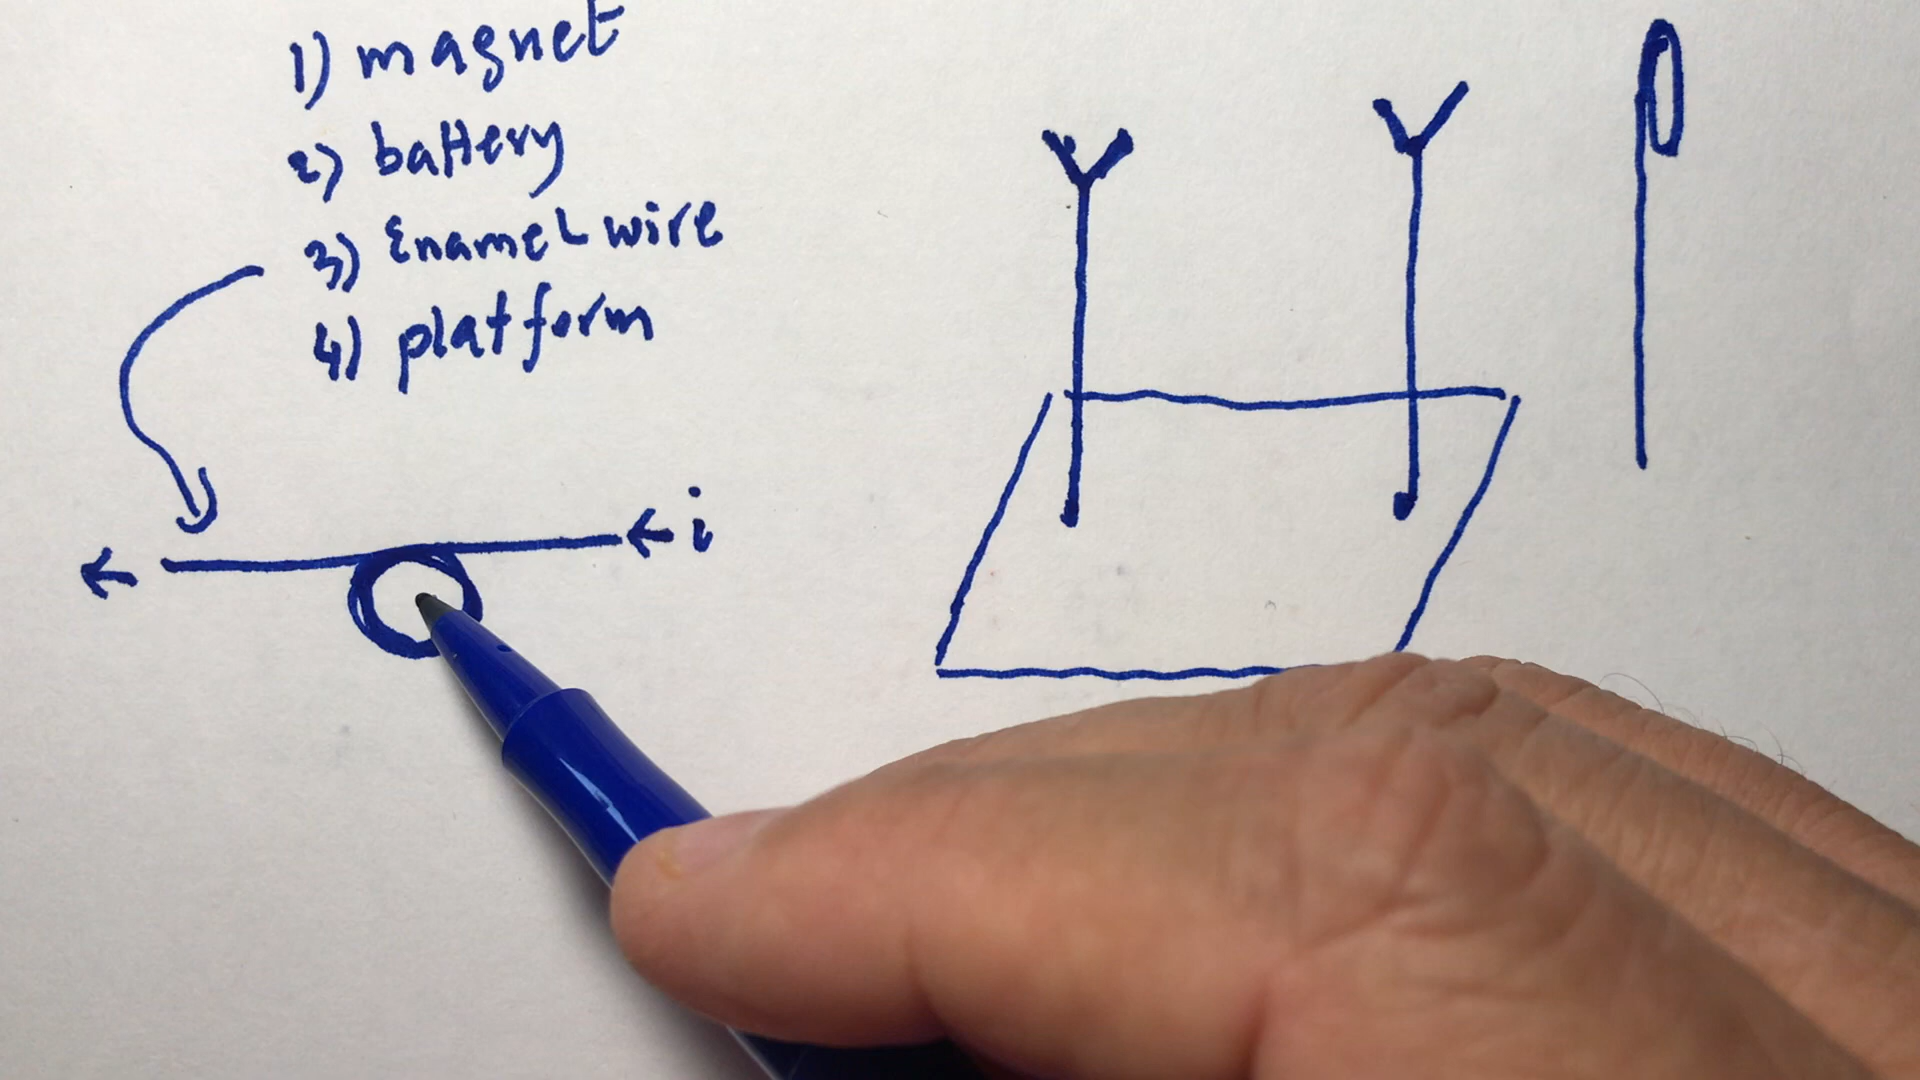 1) magnet
2) battery
3) Enamel wire
4) platform
← i
←